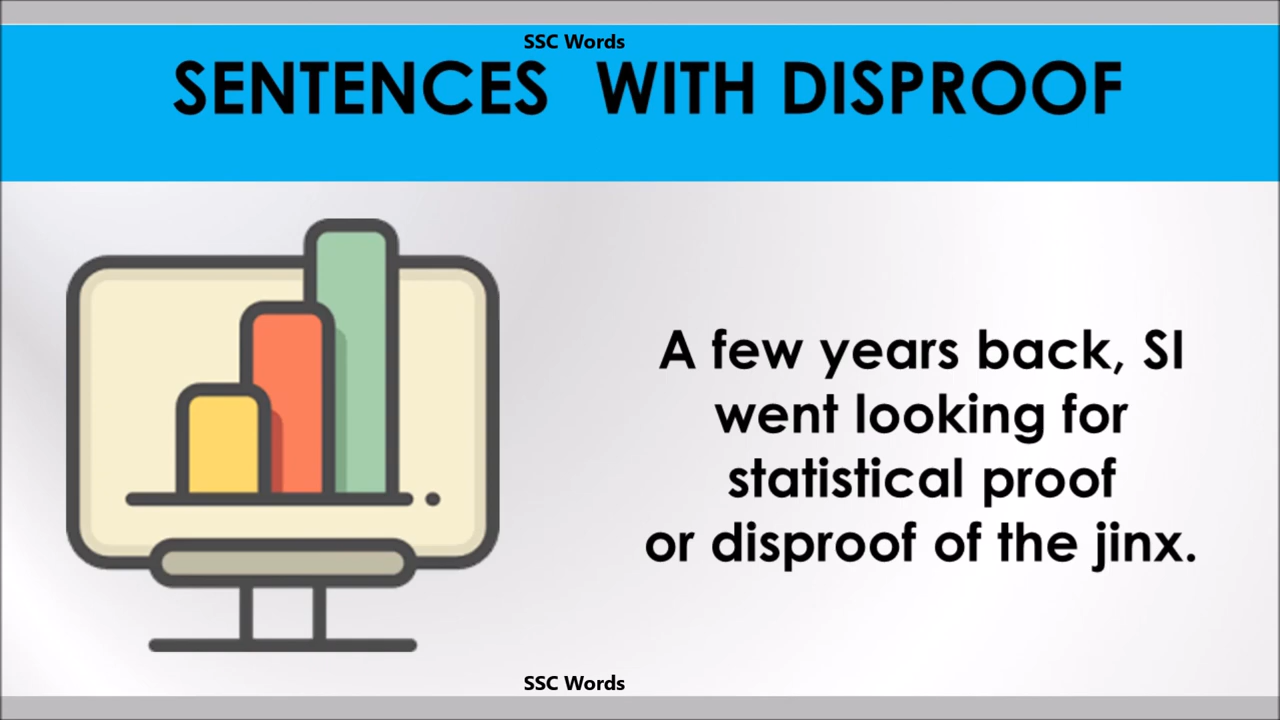 SSC Words
SENTENCES WITH DISPROOF
A few years back, SI
went looking for
statistical proof
or disproof of the jinx.
SSC Words